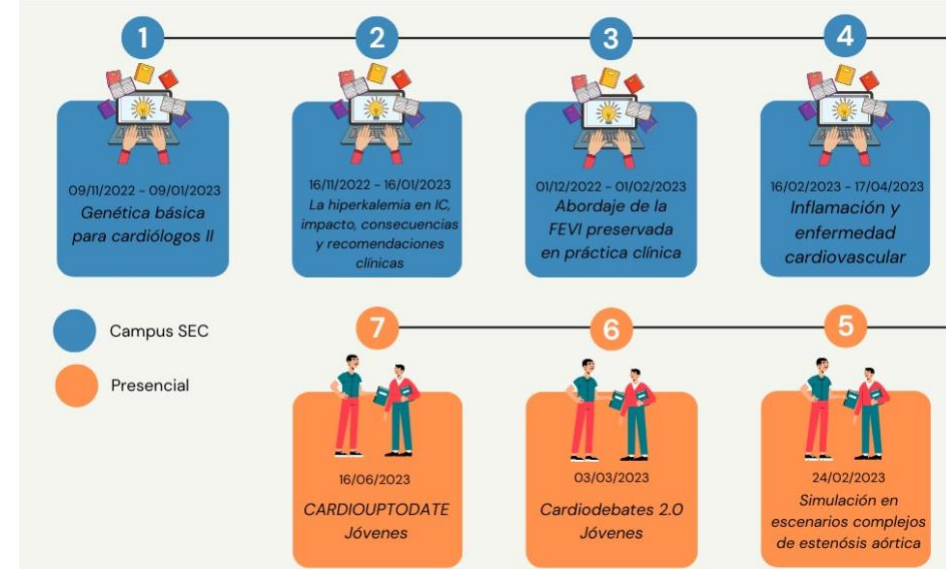 1
2
3
4
09/11/2022 - 09/01/2023
Genética básica
para cardiólogos II
16/11/2022 - 16/01/2023
La hiperkalemia en IC,
impacto, consecuencias
y recomendaciones
clínicas
01/12/2022 - 01/02/2023
Abordaje de la
FEVI preservada
en práctica clínica
16/02/2023 - 17/04/2023
Inflamación y
enfermedad
cardiovascular
Campus SEC
Presencial
7
6
5
16/06/2023
CARDIOUPTODATE
Jóvenes
03/03/2023
Cardiodebates 2.0
Jóvenes
24/02/2023
Simulación en
escenarios complejos
de estenósis aórtica